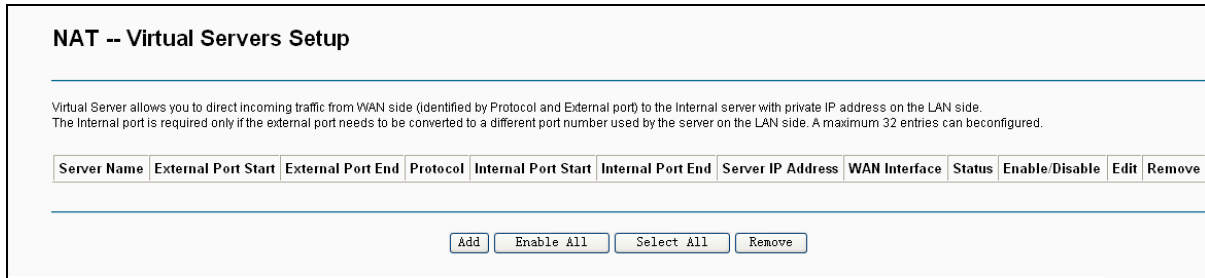 NAT -- Virtual Servers Setup
Virtual Server allows you to direct incoming traffic from WAN side (identified by Protocol and External port) to the Internal server with private IP address on the LAN side.
The Internal port is required only if the external port needs to be converted to a different port number used by the server on the LAN side. A maximum 32 entries can beconfigured.
Server Name External Port Start External Port End Protocol Internal Port Start Internal Port End Server IP Address WAN Interface Status Enable/Disable Edit Remove
Add Enable All Select All Remove